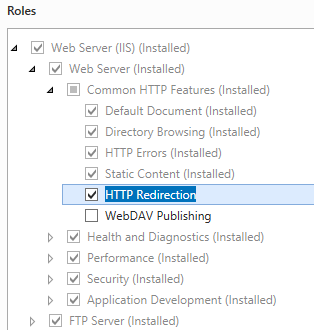 Roles
Web Server (IIS) (Installed)
Web Server (Installed)
Common HTTP Features (Installed)
Default Document (Installed)
Directory Browsing (Installed)
HTTP Errors (Installed)
Static Content (Installed)
HTTP Redirection
WebDAV Publishing
Health and Diagnostics (Installed)
Performance (Installed)
Security (Installed)
Application Development (Installed)
FTP Server (Installed)